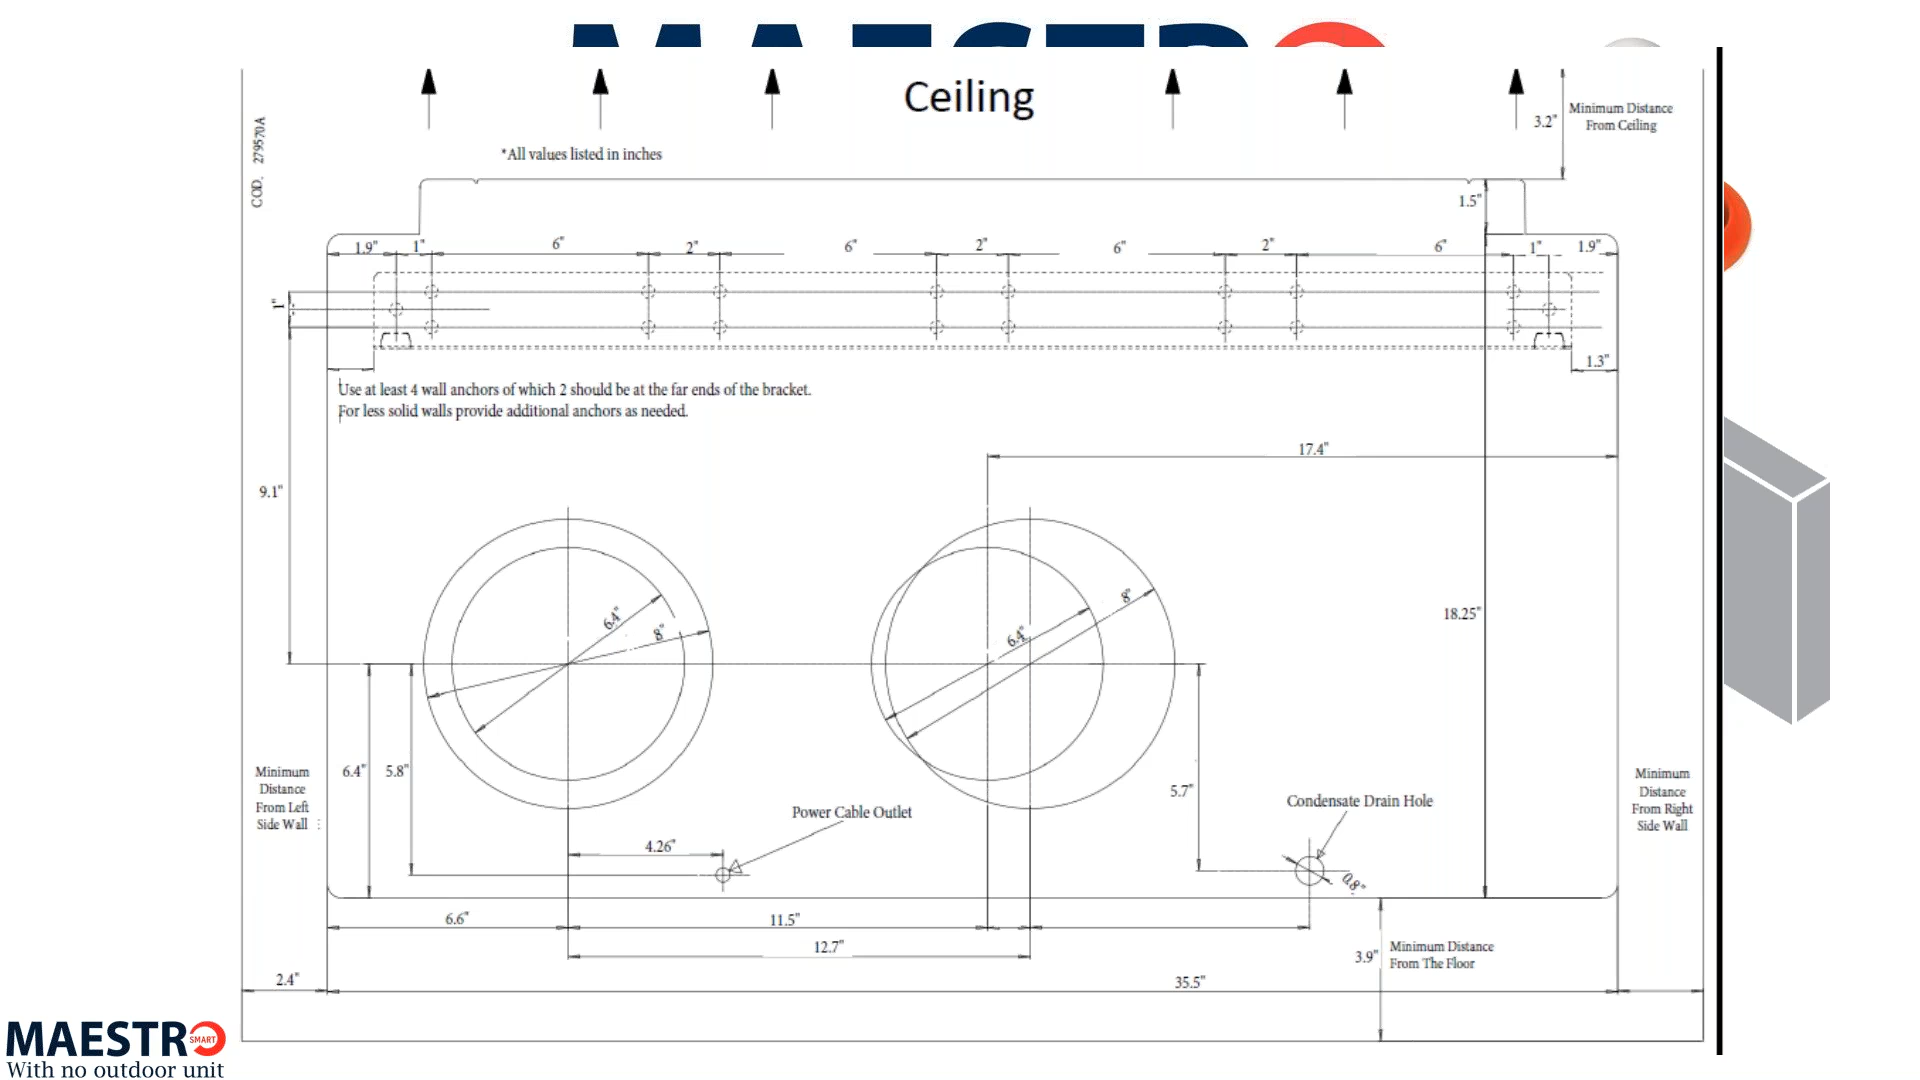 Ceiling
COD. 279570A
*All values listed in inches
3.2"
Minimum Distance
From Ceiling
1.5"
1.9"
1"
6"
2"
6"
2"
6"
2"
6"
1"
1.9"
1"
1.3"
Use at least 4 wall anchors of which 2 should be at the far ends of the bracket.
For less solid walls provide additional anchors as needed.
17.4"
9.1"
6.4"
8"
6.4"
8"
18.25"
6.4"
5.8"
5.7"
Minimum
Distance
From Left
Side Wall
Power Cable Outlet
Condensate Drain Hole
Minimum
Distance
From Right
Side Wall
4.26"
0.8"
6.6"
11.5"
12.7"
3.9"
Minimum Distance
From The Floor
2.4"
35.5"
MAESTRO
SMART
With no outdoor unit